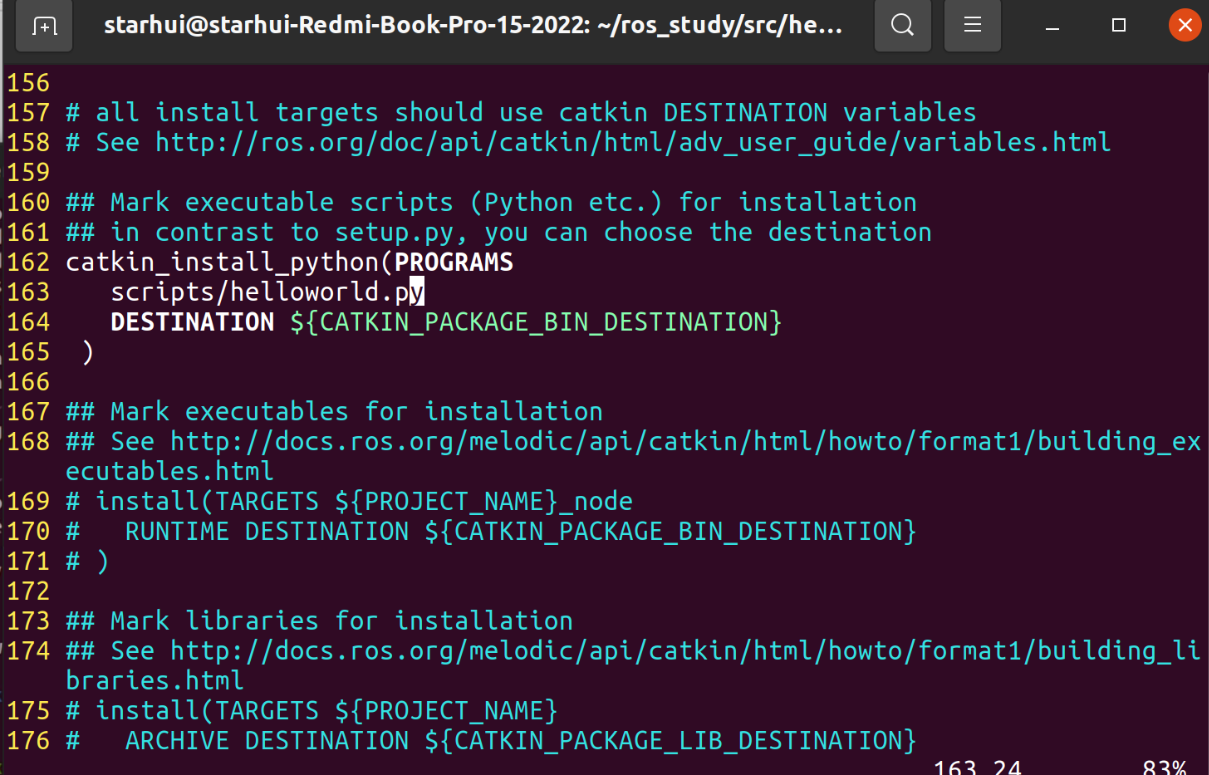 starhui@starhui-Redmi-Book-Pro-15-2022: ~/ros_study/src/he...
156
157 # all install targets should use catkin DESTINATION variables
158 # See http://ros.org/doc/api/catkin/html/adv_user_guide/variables.html
159
160 ## Mark executable scripts (Python etc.) for installation
161 ## in contrast to setup.py, you can choose the destination
162 catkin_install_python(PROGRAMS
163    scripts/helloworld.py
164    DESTINATION ${CATKIN_PACKAGE_BIN_DESTINATION}
165  )
166
167 ## Mark executables for installation
168 ## See http://docs.ros.org/melodic/api/catkin/html/howto/format1/building_ex
ecutables.html
169 # install(TARGETS ${PROJECT_NAME}_node
170 #   RUNTIME DESTINATION ${CATKIN_PACKAGE_BIN_DESTINATION}
171 # )
172
173 ## Mark libraries for installation
174 ## See http://docs.ros.org/melodic/api/catkin/html/howto/format1/building_li
braries.html
175 # install(TARGETS ${PROJECT_NAME}
176 #   ARCHIVE DESTINATION ${CATKIN_PACKAGE_LIB_DESTINATION}
163,24 83%